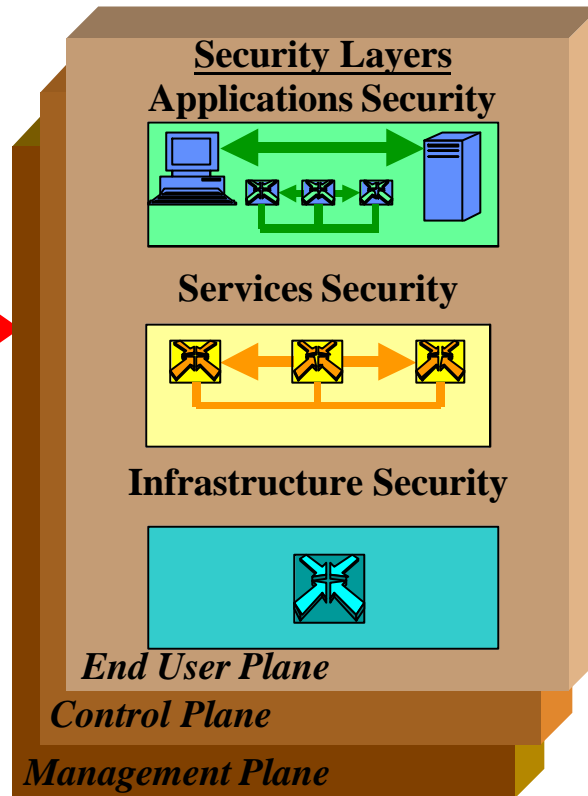 Security Layers
Applications Security
Services Security
Infrastructure Security
End User Plane
Control Plane
Management Plane